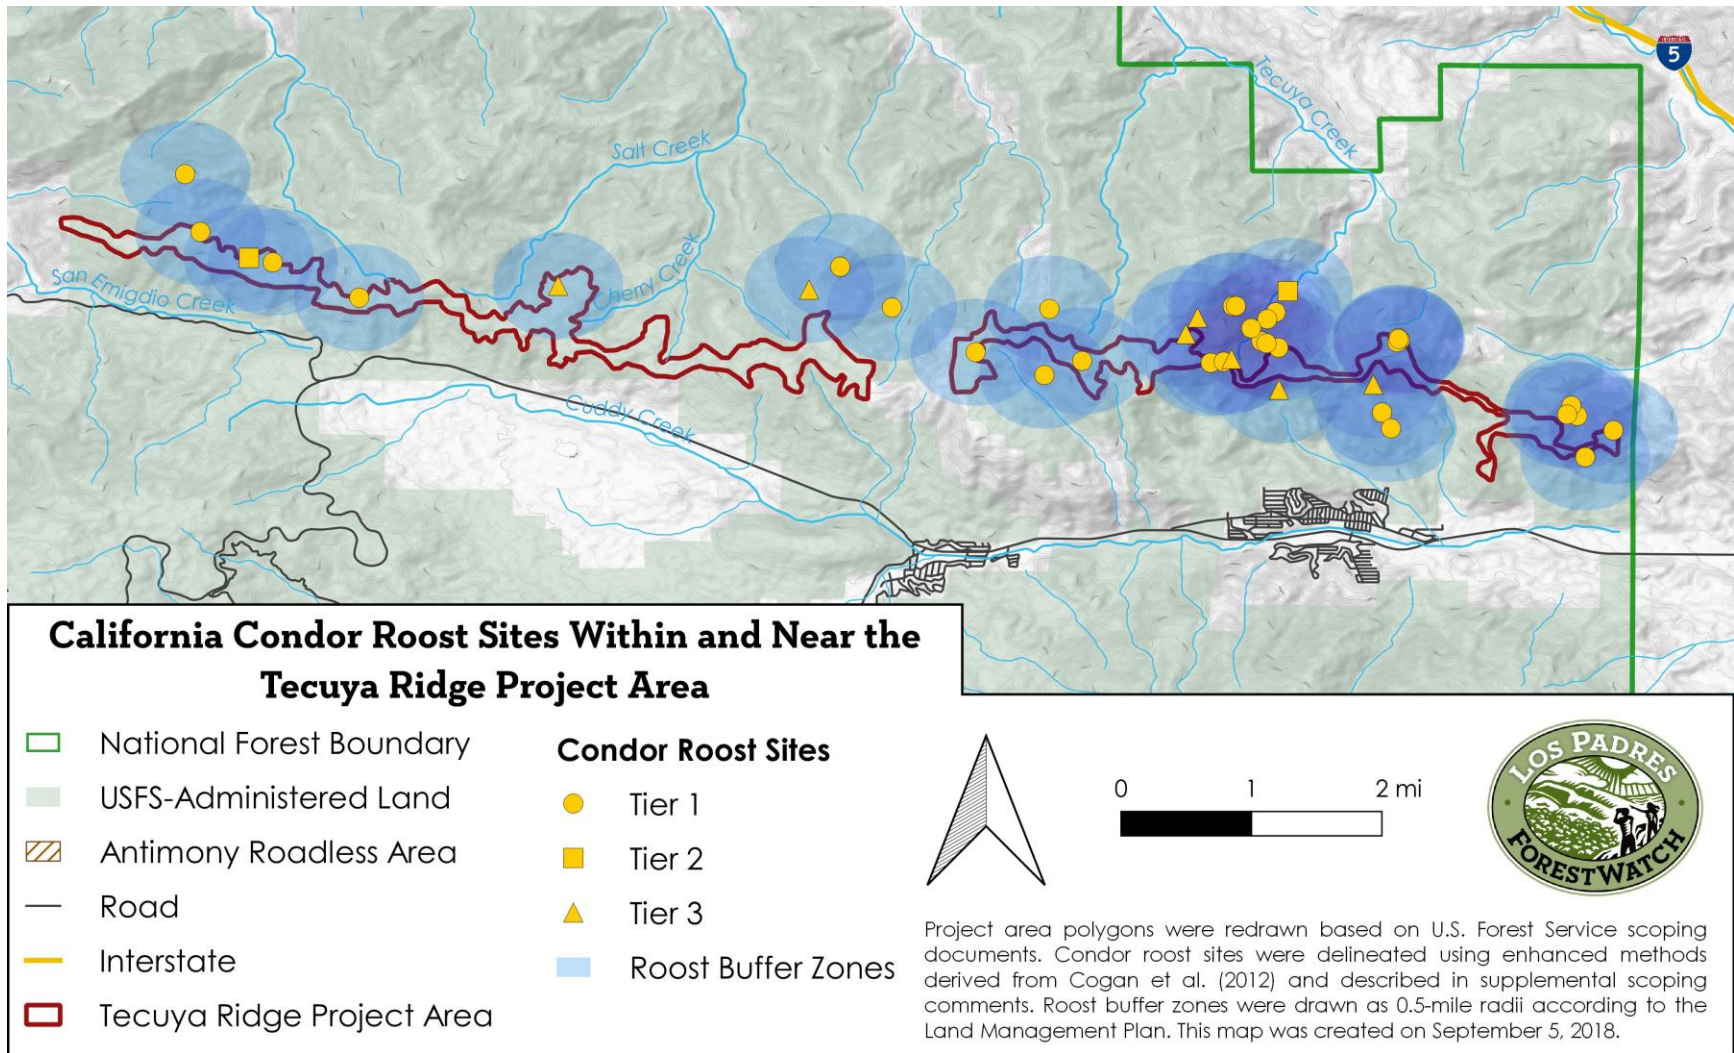 INTERSTATE
5
Tecuya Creek
Salt Creek
San Emigdio Creek
Cherry Creek
Cuddy Creek
California Condor Roost Sites Within and Near the
Tecuya Ridge Project Area
National Forest Boundary
USFS-Administered Land
Antimony Roadless Area
Road
Interstate
Tecuya Ridge Project Area
Condor Roost Sites
Tier 1
Tier 2
Tier 3
Roost Buffer Zones
0 1 2 mi
LOS PADRES
FORESTWATCH
Project area polygons were redrawn based on U.S. Forest Service scoping
documents. Condor roost sites were delineated using enhanced methods
derived from Cogan et al. (2012) and described in supplemental scoping
comments. Roost buffer zones were drawn as 0.5-mile radii according to the
Land Management Plan. This map was created on September 5, 2018.